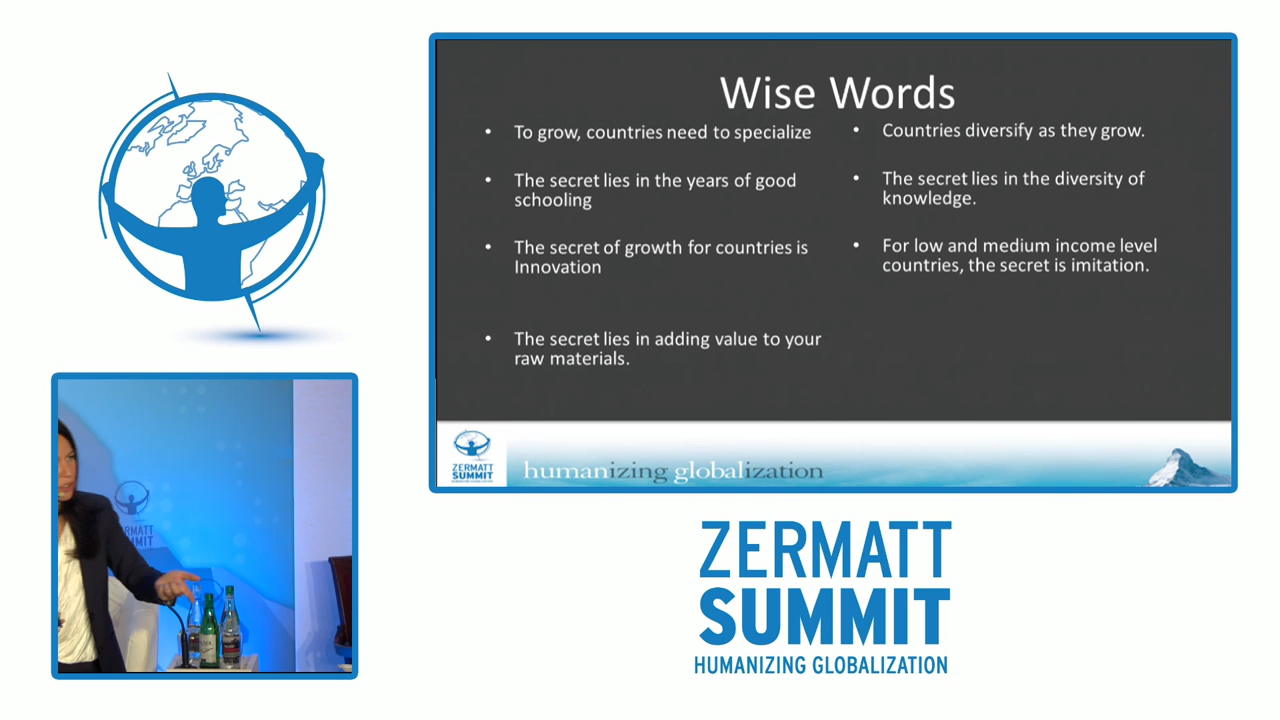 Wise Words
• To grow, countries need to specialize
• The secret lies in the years of good
schooling
• The secret of growth for countries is
Innovation
• The secret lies in adding value to your
raw materials.
• Countries diversify as they grow.
• The secret lies in the diversity of
knowledge.
• For low and medium income level
countries, the secret is imitation.
ZERMATT
SUMMIT
HUMANIZING GLOBALIZATION
humanizing globalization
ZERMATT
SUMMIT
HUMANIZING GLOBALIZATION